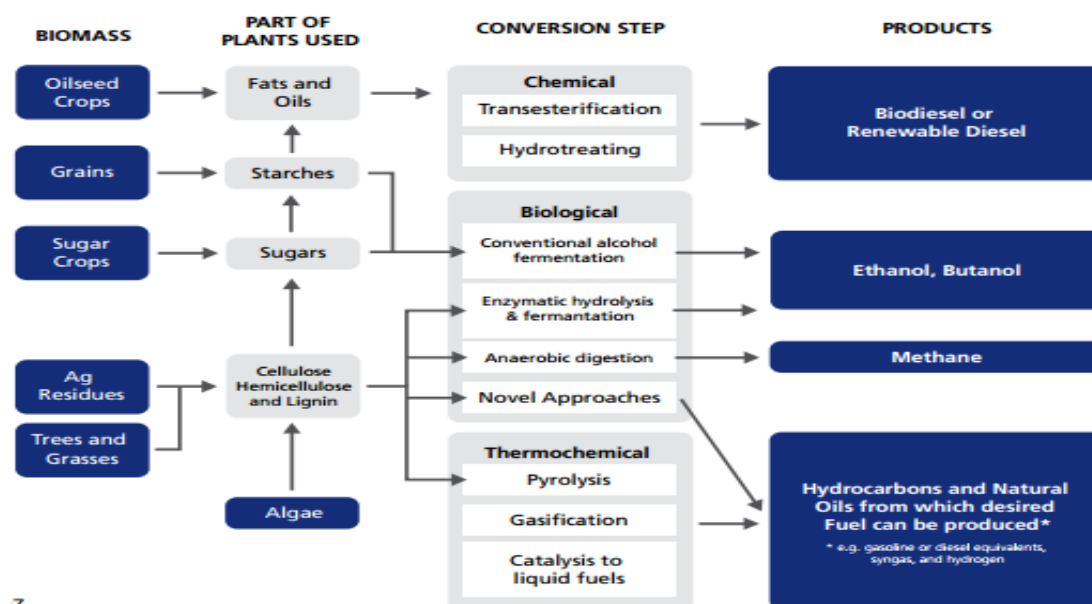 BIOMASS
PART OF
PLANTS USED
CONVERSION STEP
PRODUCTS
Oilseed
Crops
Fats and
Oils
Chemical
Transesterification
Hydrotreating
Biodiesel or
Renewable Diesel
Grains
Starches
Sugar
Crops
Sugars
Biological
Conventional alcohol
fermentation
Enzymatic hydrolysis
& fermantation
Anaerobic digestion
Novel Approaches
Ethanol, Butanol
Methane
Ag
Residues
Trees and
Grasses
Cellulose
Hemicellulose
and Lignin
Algae
Thermochemical
Pyrolysis
Gasification
Catalysis to
liquid fuels
Hydrocarbons and Natural
Oils from which desired
Fuel can be produced*
* e.g. gasoline or diesel equivalents,
syngas, and hydrogen